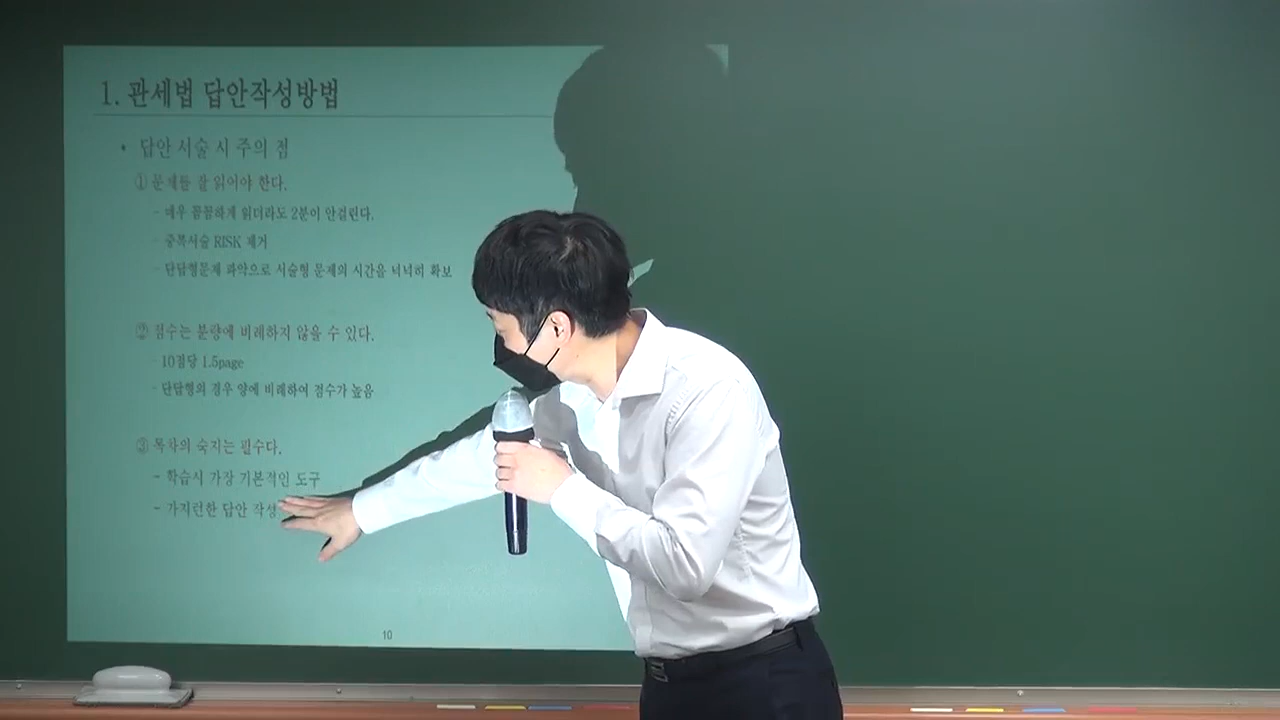 1. 관세법 답안작성방법
• 답안 서술 시 주의 점
① 문제를 잘 읽어야 한다.
- 매우 꼼꼼하게 읽더라도 2분이 안걸린다.
- 중복서술 RISK 제거
- 단답형문제 파악으로 서술형 문제의 시간을 넉넉히 확보
② 점수는 분량에 비례하지 않을 수 있다.
- 10점당 1.5page
- 단답형의 경우 양에 비례하여 점수가 높음
③ 목차의 숙지는 필수다.
- 학습시 가장 기본적인 도구
- 가지런한 답안 작성
10